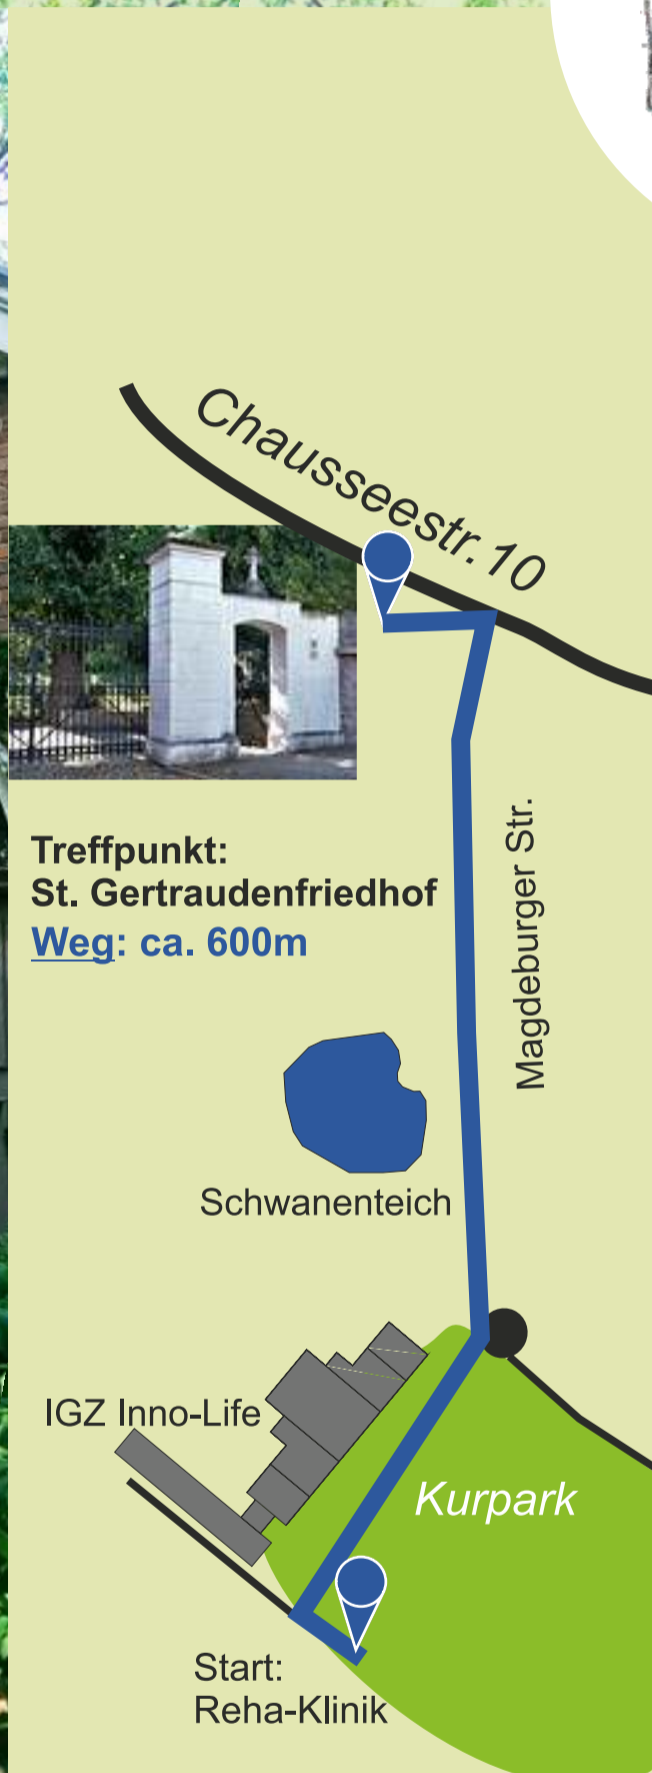 Chausseestr. 10
Treffpunkt:
St. Gertraudenfriedhof
Weg: ca. 600m
Magdeburger Str.
Schwanenteich
IGZ Inno-Life
Kurpark
Start:
Reha-Klinik